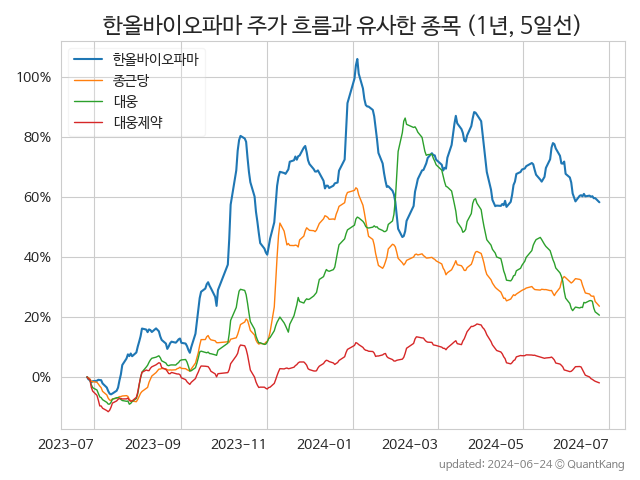 한올바이오파마 주가 흐름과 유사한 종목 (1년, 5일선)
한올바이오파마
종근당
대웅
대웅제약
100%
80%
60%
40%
20%
0%
2023-07 2023-09 2023-11 2024-01 2024-03 2024-05 2024-07
updated: 2024-06-24 © QuantKang